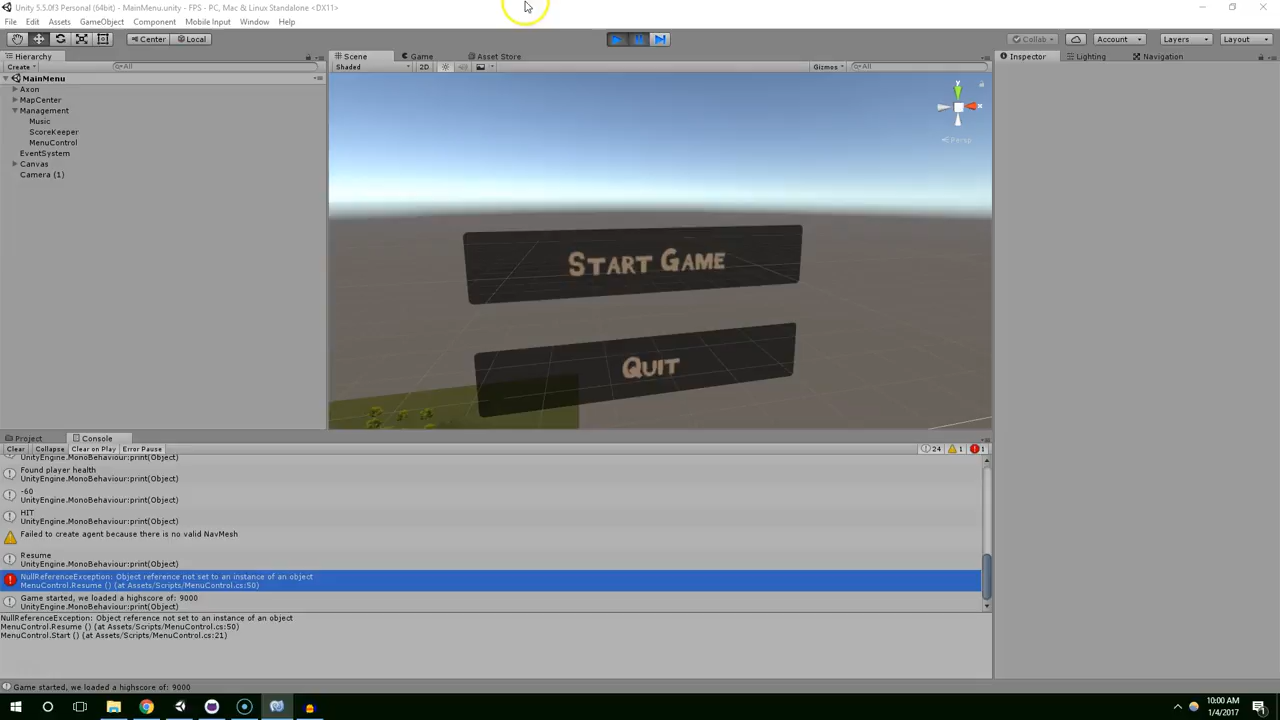 Unity 5.5.0f3 Personal (64bit) - MainMenu.unity - FPS - PC, Mac & Linux Standalone <DX11>
File Edit Assets GameObject Component Mobile Input Window Help
Center Local Collab Account Layers Layout
Hierarchy Scene Game Asset Store Inspector Lighting Navigation
Create All Shaded 2D Gizmos All
MainMenu
Axon
MapCenter
Management
Music
ScoreKeeper
MenuControl
EventSystem
Canvas
Camera (1)
y
x
Persp
START GAME
QUIT
Project Console
Clear Collapse Clear on Play Error Pause 24 1 1
UnityEngine.MonoBehaviour:print(Object)
Found player health
UnityEngine.MonoBehaviour:print(Object)
-60
UnityEngine.MonoBehaviour:print(Object)
HIT
UnityEngine.MonoBehaviour:print(Object)
Failed to create agent because there is no valid NavMesh
Resume
UnityEngine.MonoBehaviour:print(Object)
NullReferenceException: Object reference not set to an instance of an object
MenuControl.Resume () (at Assets/Scripts/MenuControl.cs:50)
Game started, we loaded a highscore of: 9000
UnityEngine.MonoBehaviour:print(Object)
NullReferenceException: Object reference not set to an instance of an object
MenuControl.Resume () (at Assets/Scripts/MenuControl.cs:50)
MenuControl.Start () (at Assets/Scripts/MenuControl.cs:21)
Game started, we loaded a highscore of: 9000
10:00 AM
1/4/2017